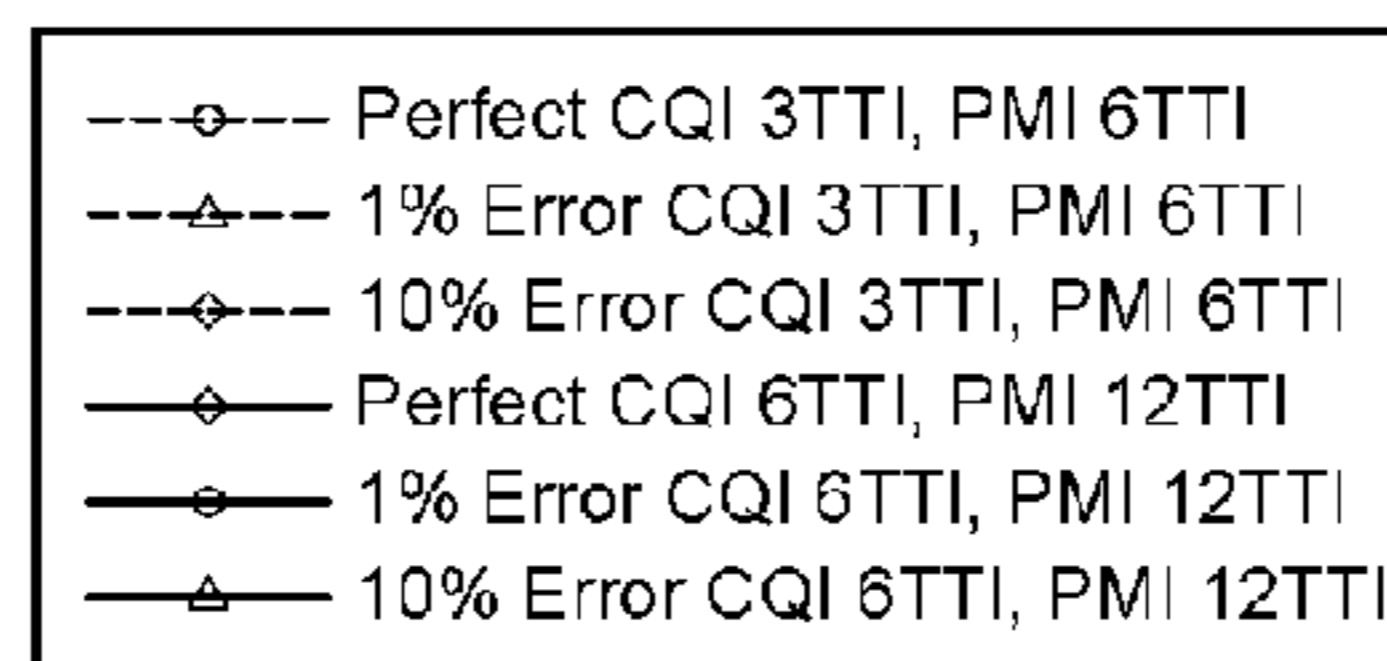 Perfect CQI 3TTI, PMI 6TTI
1% Error CQI 3TTI, PMI 6TTI
10% Error CQI 3TTI, PMI 6TTI
Perfect CQI 6TTI, PMI 12TTI
1% Error CQI 6TTI, PMI 12TTI
10% Error CQI 6TTI, PMI 12TTI